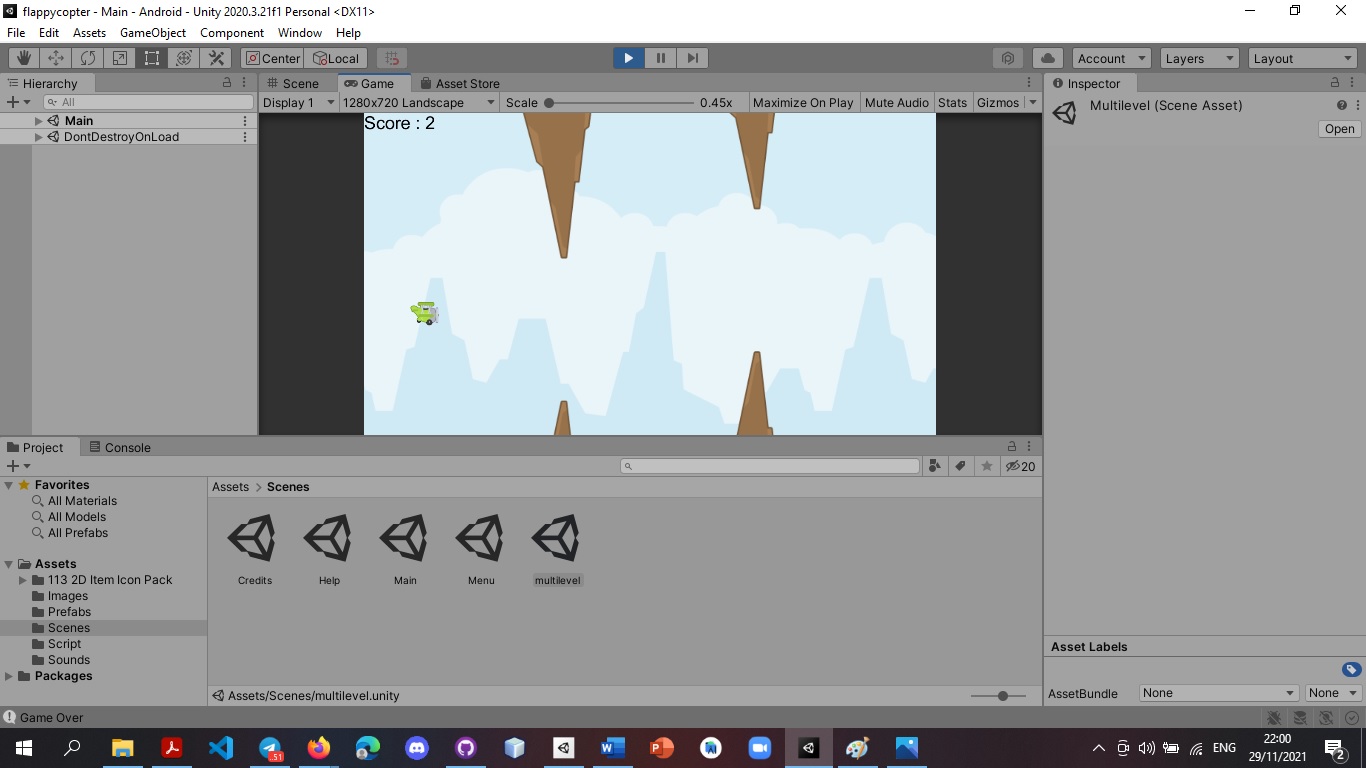 flappycopter - Main - Android - Unity 2020.3.21f1 Personal <DX11>
File Edit Assets GameObject Component Window Help
Center Local Account Layers Layout
Hierarchy
All
Main
DontDestroyOnLoad
Scene Game Asset Store
Display 1 1280x720 Landscape Scale 0.45x Maximize On Play Mute Audio Stats Gizmos
Score : 2
Inspector
Multilevel (Scene Asset)
Open
Project Console
20
Favorites
All Materials
All Models
All Prefabs
Assets
113 2D Item Icon Pack
Images
Prefabs
Scenes
Script
Sounds
Packages
Assets > Scenes
Credits Help Main Menu multilevel
Assets/Scenes/multilevel.unity
Asset Labels
AssetBundle None None
Game Over
51
ENG
22:00
29/11/2021
2